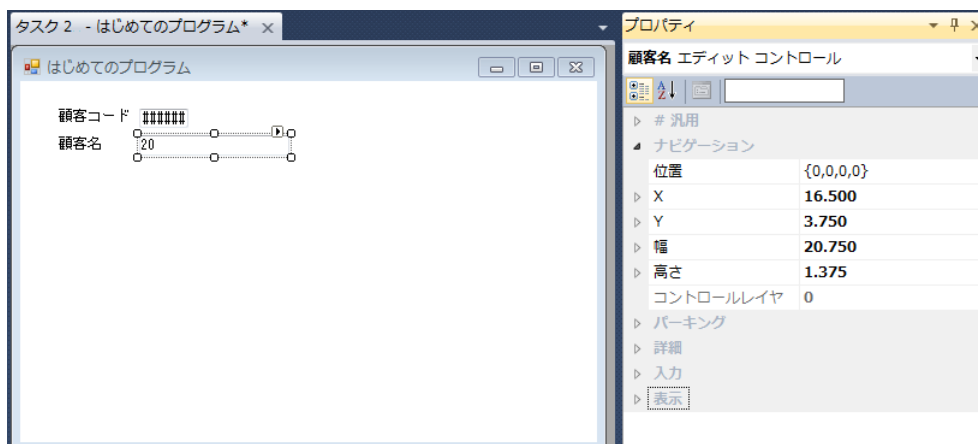 タスク 2 - はじめてのプログラム*
はじめてのプログラム
顧客コード ######
顧客名 20
プロパティ
顧客名 エディット コントロール
# 汎用
ナビゲーション
位置 {0,0,0,0}
X 16.500
Y 3.750
幅 20.750
高さ 1.375
コントロールレイヤ 0
パーキング
詳細
入力
表示